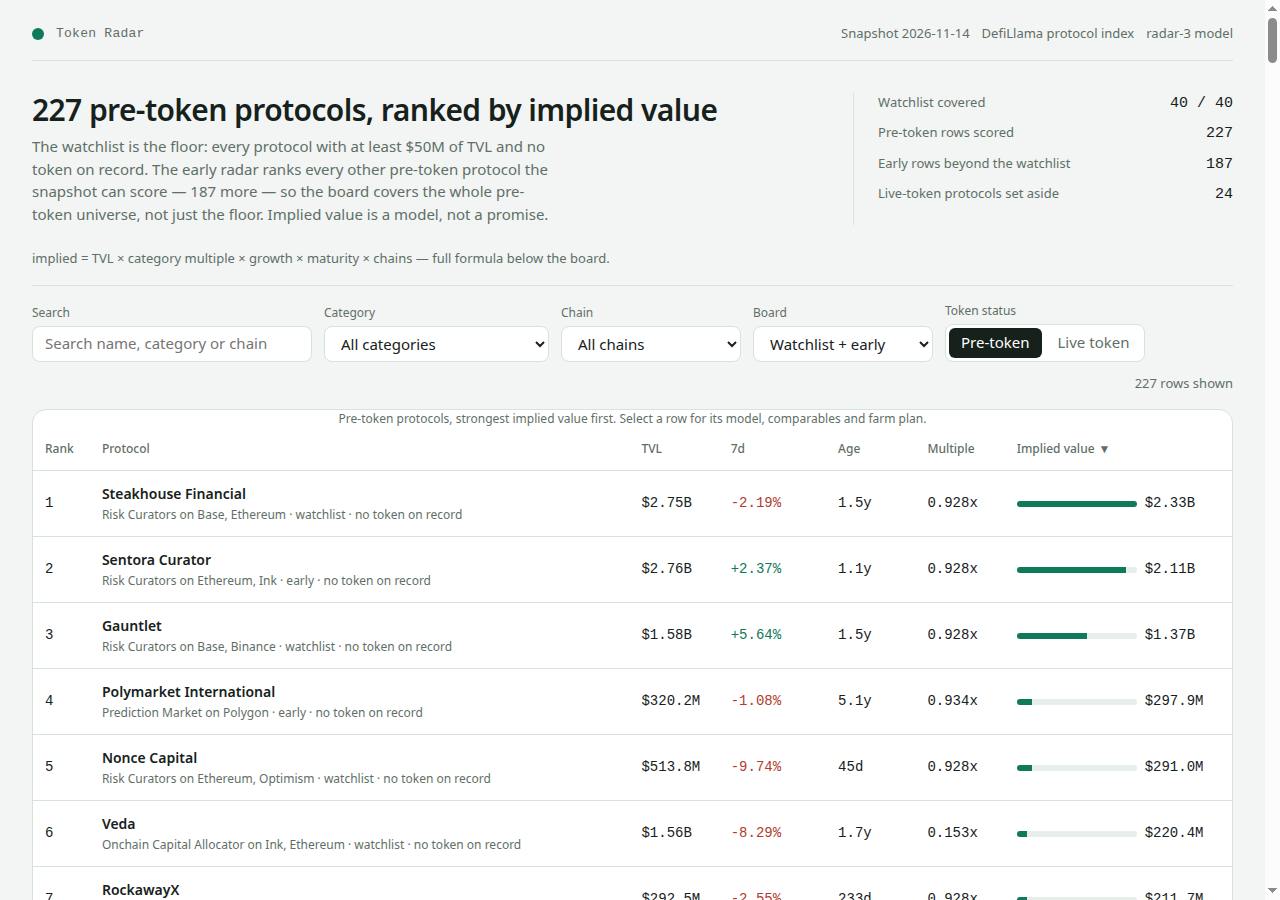 Token Radar
Snapshot 2026-11-14 DefiLlama protocol index radar-3 model
227 pre-token protocols, ranked by implied value
The watchlist is the floor: every protocol with at least $50M of TVL and no
token on record. The early radar ranks every other pre-token protocol the
snapshot can score — 187 more — so the board covers the whole pre-
token universe, not just the floor. Implied value is a model, not a promise.
Watchlist covered 40 / 40
Pre-token rows scored 227
Early rows beyond the watchlist 187
Live-token protocols set aside 24
implied = TVL × category multiple × growth × maturity × chains — full formula below the board.
Search Category Chain Board Token status
Search name, category or chain All categories All chains Watchlist + early Pre-token Live token
227 rows shown
Pre-token protocols, strongest implied value first. Select a row for its model, comparables and farm plan.
Rank Protocol TVL 7d Age Multiple Implied value ▼
1 Steakhouse Financial $2.75B -2.19% 1.5y 0.928x $2.33B
Risk Curators on Base, Ethereum · watchlist · no token on record
2 Sentora Curator $2.76B +2.37% 1.1y 0.928x $2.11B
Risk Curators on Ethereum, Ink · early · no token on record
3 Gauntlet $1.58B +5.64% 1.5y 0.928x $1.37B
Risk Curators on Base, Binance · watchlist · no token on record
4 Polymarket International $320.2M -1.08% 5.1y 0.934x $297.9M
Prediction Market on Polygon · early · no token on record
5 Nonce Capital $513.8M -9.74% 45d 0.928x $291.0M
Risk Curators on Ethereum, Optimism · watchlist · no token on record
6 Veda $1.56B -8.29% 1.7y 0.153x $220.4M
Onchain Capital Allocator on Ink, Ethereum · watchlist · no token on record
7 RockawayX $292.5M -2.55% 233d 0.928x $211.7M